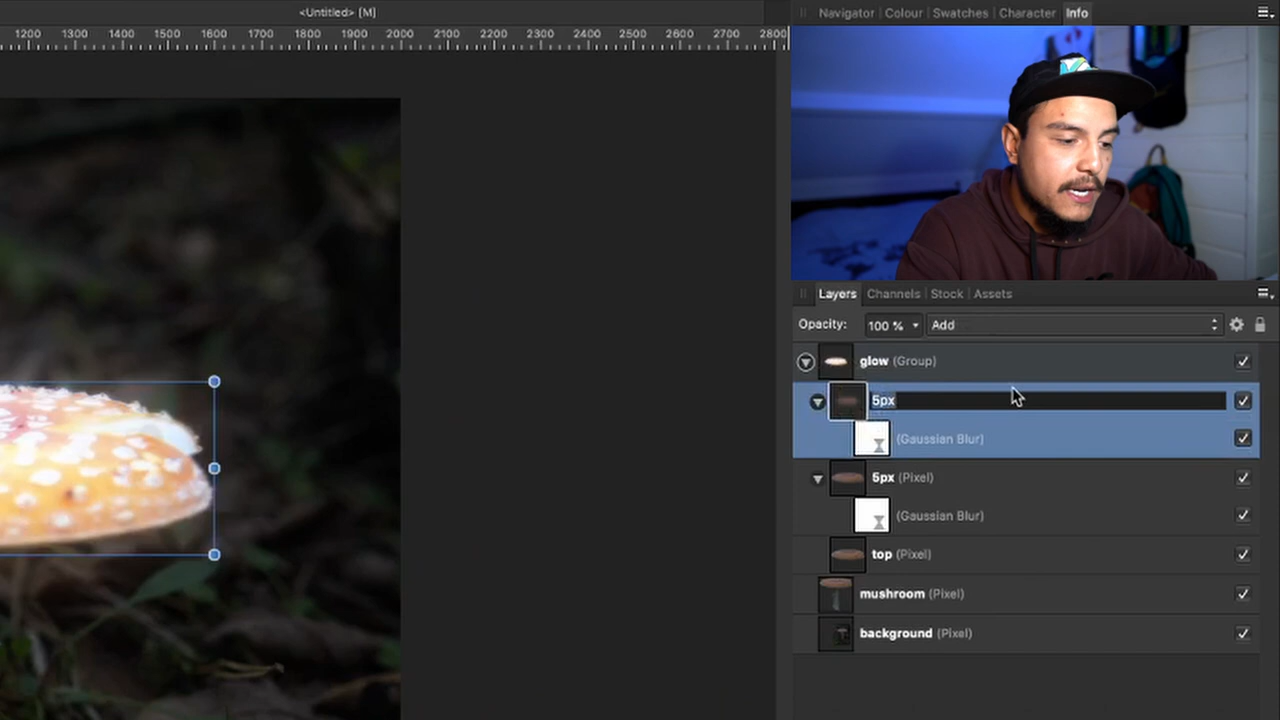 <Untitled> [M]
Navigator Colour Swatches Character Info
1200 1300 1400 1500 1600 1700 1800 1900 2000 2100 2200 2300 2400 2500 2600 2700 2800
Layers Channels Stock Assets
Opacity: 100 % Add
glow (Group)
5px
(Gaussian Blur)
5px (Pixel)
(Gaussian Blur)
top (Pixel)
mushroom (Pixel)
background (Pixel)